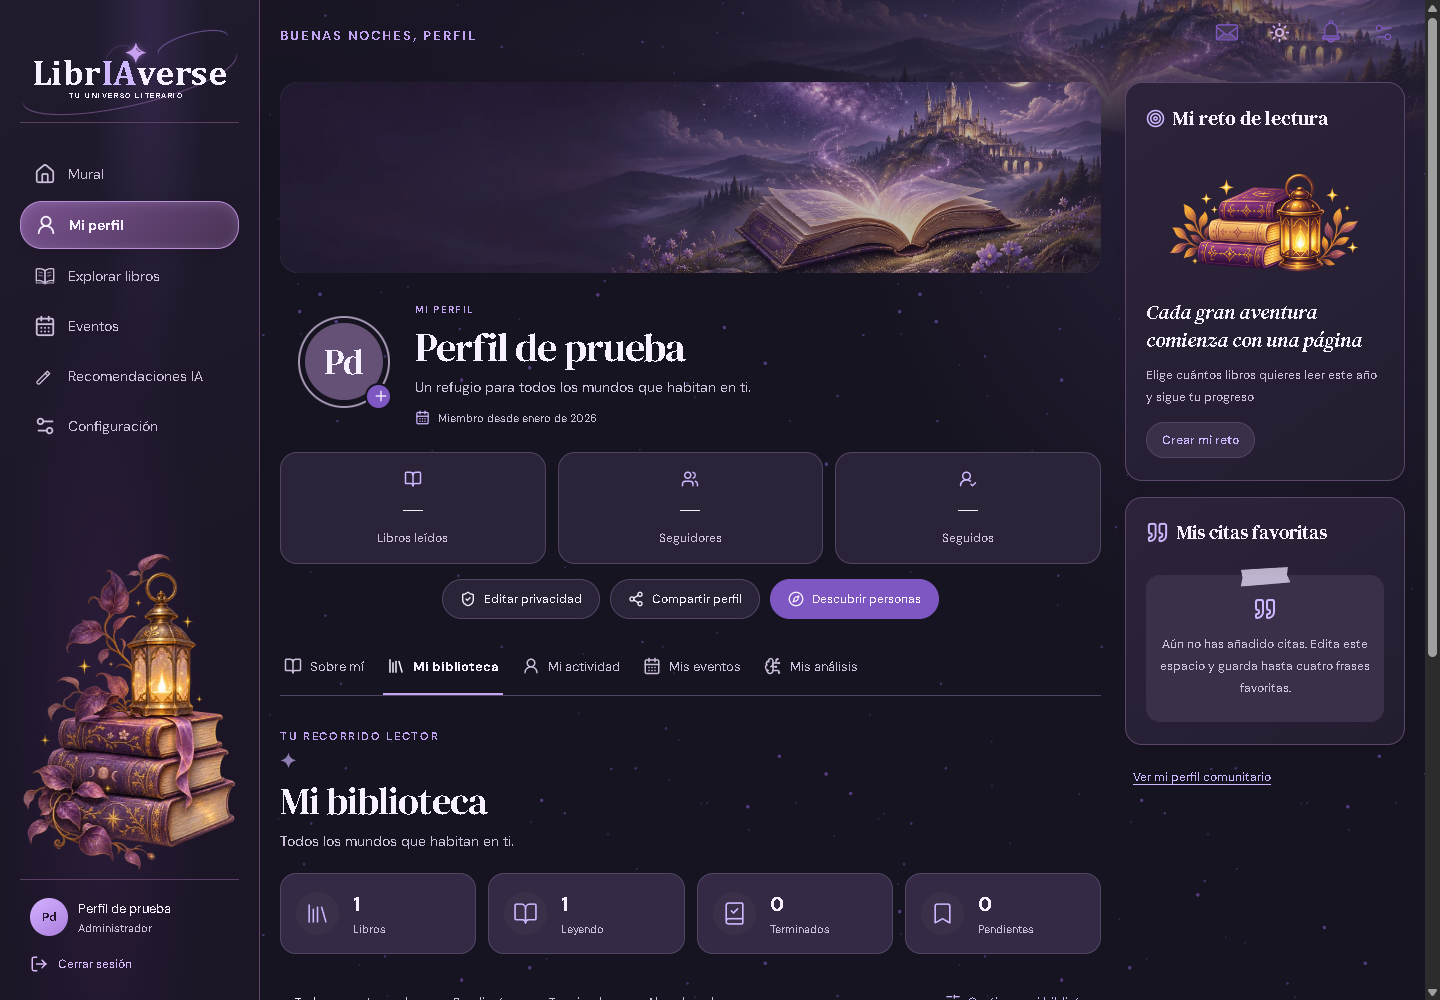 LibrIAverse
TU UNIVERSO LITERARIO
Mural
Mi perfil
Explorar libros
Eventos
Recomendaciones IA
Configuración
Pd
Perfil de prueba
Administrador
Cerrar sesión
BUENAS NOCHES, PERFIL
Pd
MI PERFIL
Perfil de prueba
Un refugio para todos los mundos que habitan en ti.
Miembro desde enero de 2026
—
Libros leídos
—
Seguidores
—
Seguidos
Editar privacidad
Compartir perfil
Descubrir personas
Sobre mí
Mi biblioteca
Mi actividad
Mis eventos
Mis análisis
TU RECORRIDO LECTOR
Mi biblioteca
Todos los mundos que habitan en ti.
1
Libros
1
Leyendo
0
Terminados
0
Pendientes
Mi reto de lectura
Cada gran aventura
comienza con una página
Elige cuántos libros quieres leer este año
y sigue tu progreso
Crear mi reto
Mis citas favoritas
Aún no has añadido citas. Edita este
espacio y guarda hasta cuatro frases
favoritas.
Ver mi perfil comunitario